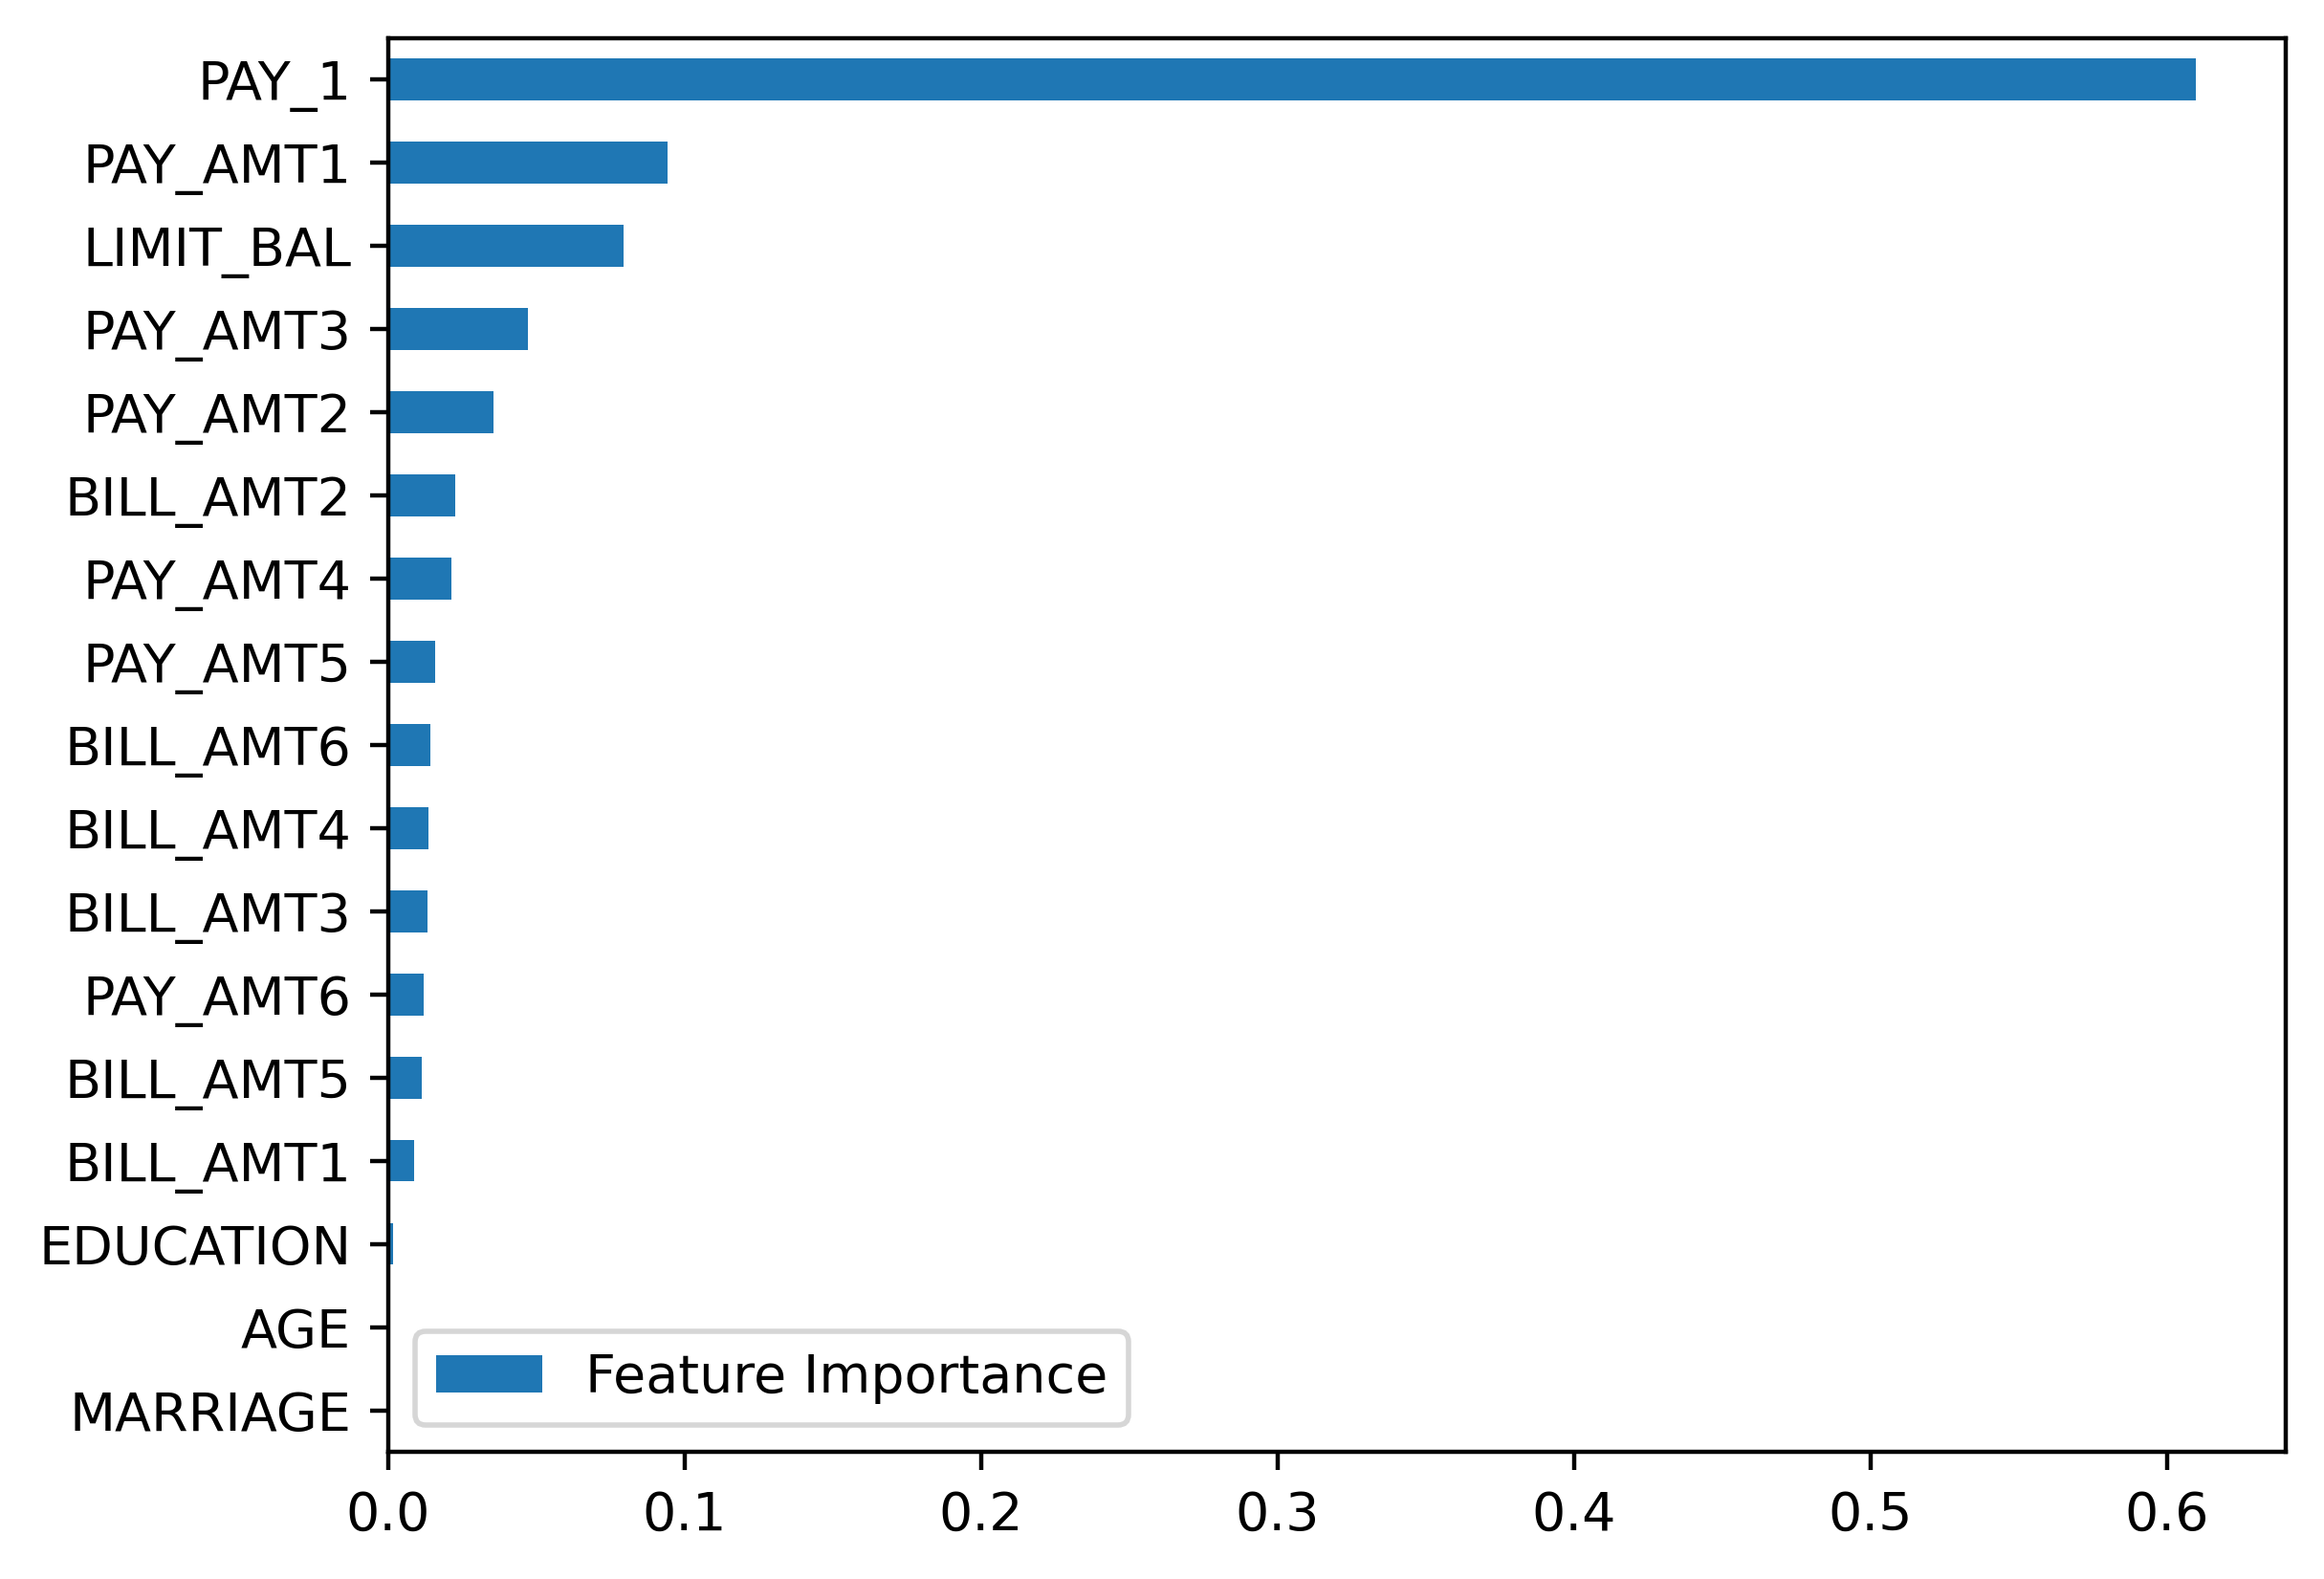 PAY_1
PAY_AMT1
LIMIT_BAL
PAY_AMT3
PAY_AMT2
BILL_AMT2
PAY_AMT4
PAY_AMT5
BILL_AMT6
BILL_AMT4
BILL_AMT3
PAY_AMT6
BILL_AMT5
BILL_AMT1
EDUCATION
AGE
MARRIAGE
Feature Importance
0.0 0.1 0.2 0.3 0.4 0.5 0.6